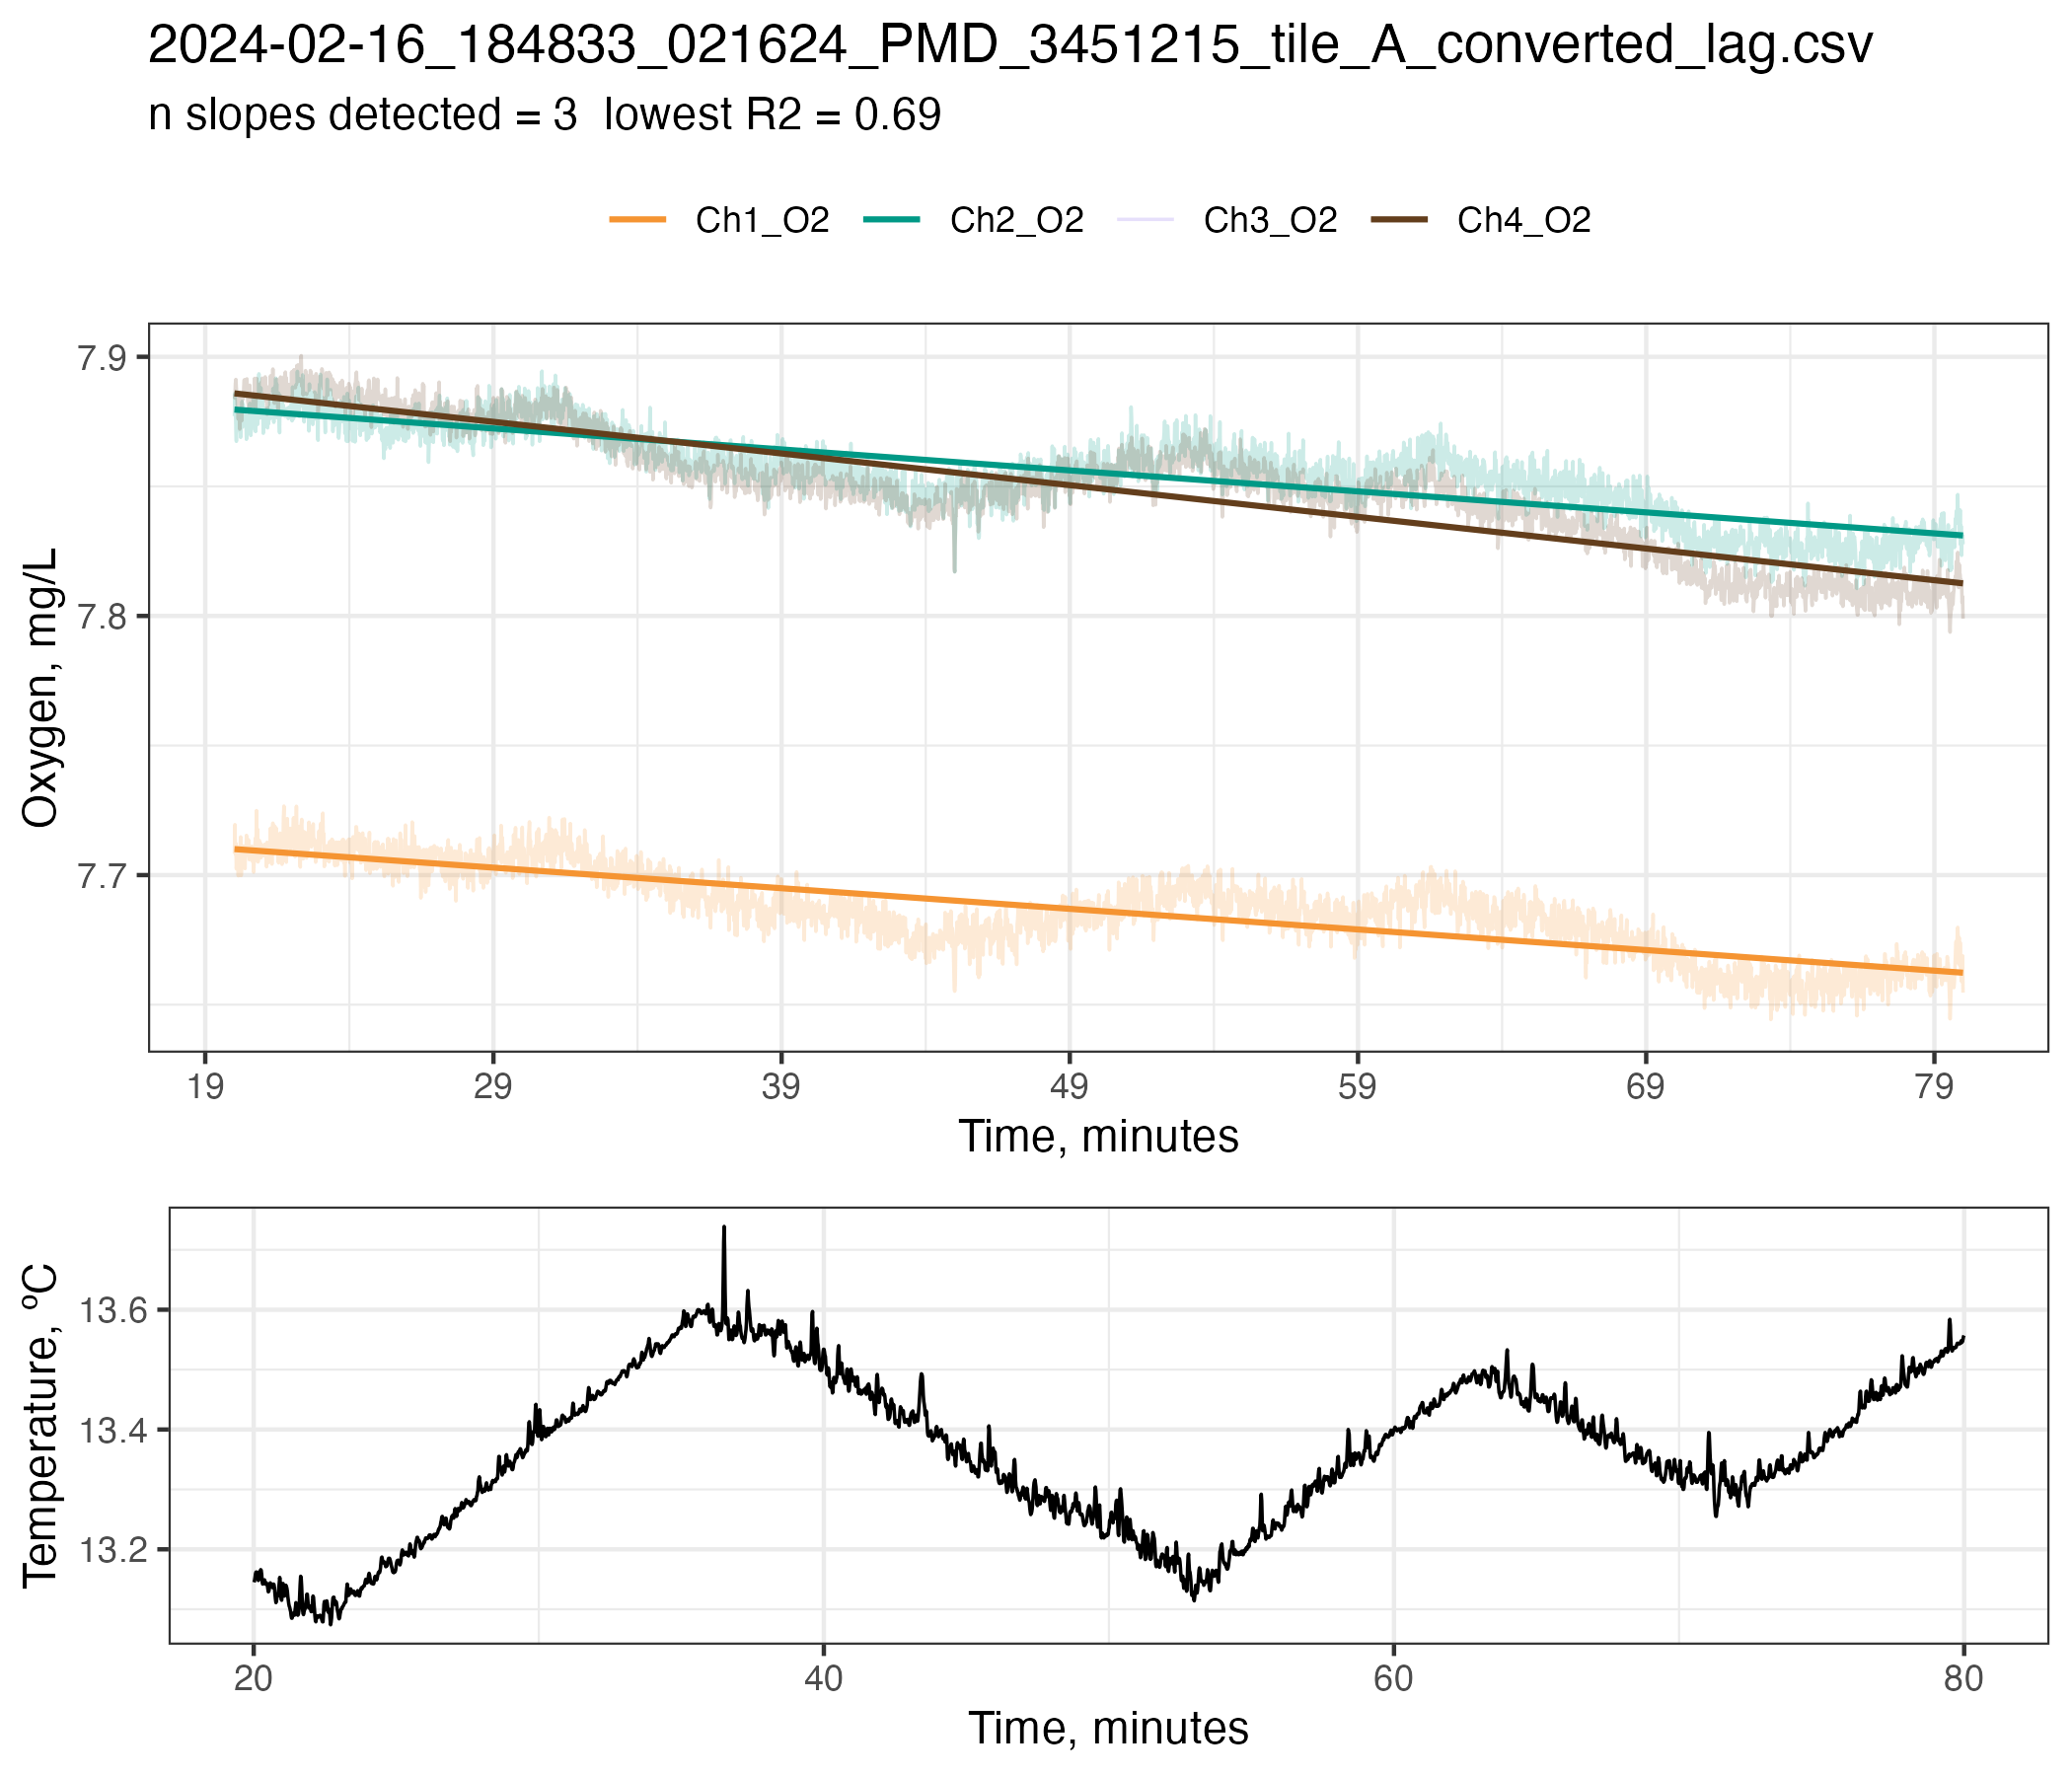 2024-02-16_184833_021624_PMD_3451215_tile_A_converted_lag.csv
n slopes detected = 3  lowest R2 = 0.69
Ch1_O2 Ch2_O2 Ch3_O2 Ch4_O2
Oxygen, mg/L
7.9
7.8
7.7
19 29 39 49 59 69 79
Time, minutes
Temperature, ºC
13.6
13.4
13.2
20 40 60 80
Time, minutes